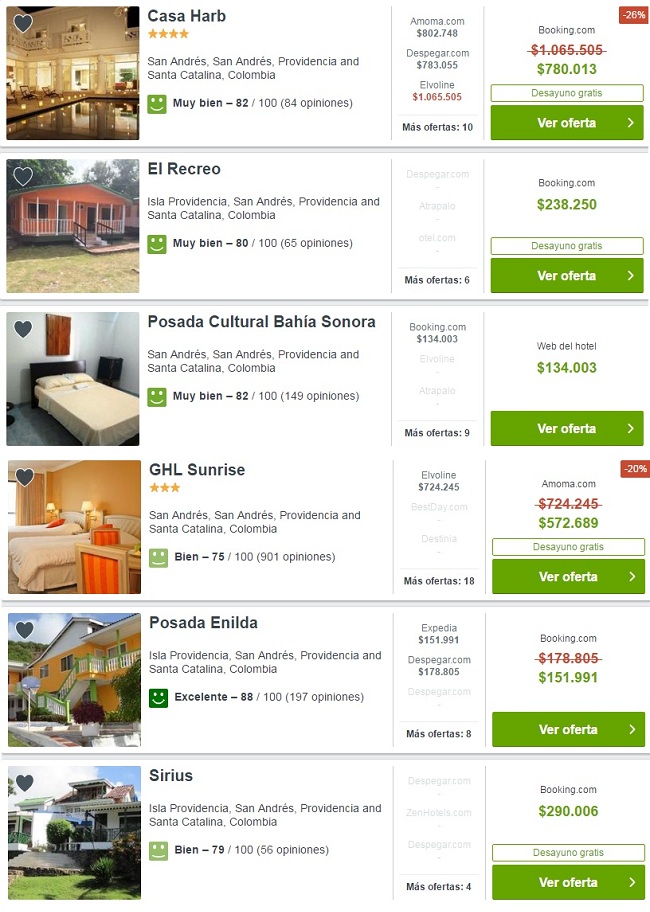 Casa Harb
San Andrés, San Andrés, Providencia and
Santa Catalina, Colombia
Muy bien – 82 / 100 (84 opiniones)
Amoma.com
$802.748
Despegar.com
$783.055
Elvoline
$1.065.505
Más ofertas: 10
-26%
Booking.com
$1.065.505
$780.013
Desayuno gratis
Ver oferta
El Recreo
Isla Providencia, San Andrés, Providencia and
Santa Catalina, Colombia
Muy bien – 80 / 100 (65 opiniones)
Despegar.com
-
Atrapalo
-
otel.com
-
Más ofertas: 6
Booking.com
$238.250
Desayuno gratis
Ver oferta
Posada Cultural Bahía Sonora
San Andrés, San Andrés, Providencia and
Santa Catalina, Colombia
Muy bien – 82 / 100 (149 opiniones)
Booking.com
$134.003
Elvoline
-
Atrapalo
-
Más ofertas: 9
Web del hotel
$134.003
Ver oferta
GHL Sunrise
San Andrés, San Andrés, Providencia and
Santa Catalina, Colombia
Bien – 75 / 100 (901 opiniones)
Elvoline
$724.245
BestDay.com
-
Destinia
-
Más ofertas: 18
-20%
Amoma.com
$724.245
$572.689
Desayuno gratis
Ver oferta
Posada Enilda
Isla Providencia, San Andrés, Providencia and
Santa Catalina, Colombia
Excelente – 88 / 100 (197 opiniones)
Expedia
$151.991
Despegar.com
$178.805
Despegar.com
-
Más ofertas: 8
Booking.com
$178.805
$151.991
Ver oferta
Sirius
Isla Providencia, San Andrés, Providencia and
Santa Catalina, Colombia
Bien – 79 / 100 (56 opiniones)
Despegar.com
-
ZenHotels.com
-
Despegar.com
-
Más ofertas: 4
Booking.com
$290.006
Desayuno gratis
Ver oferta